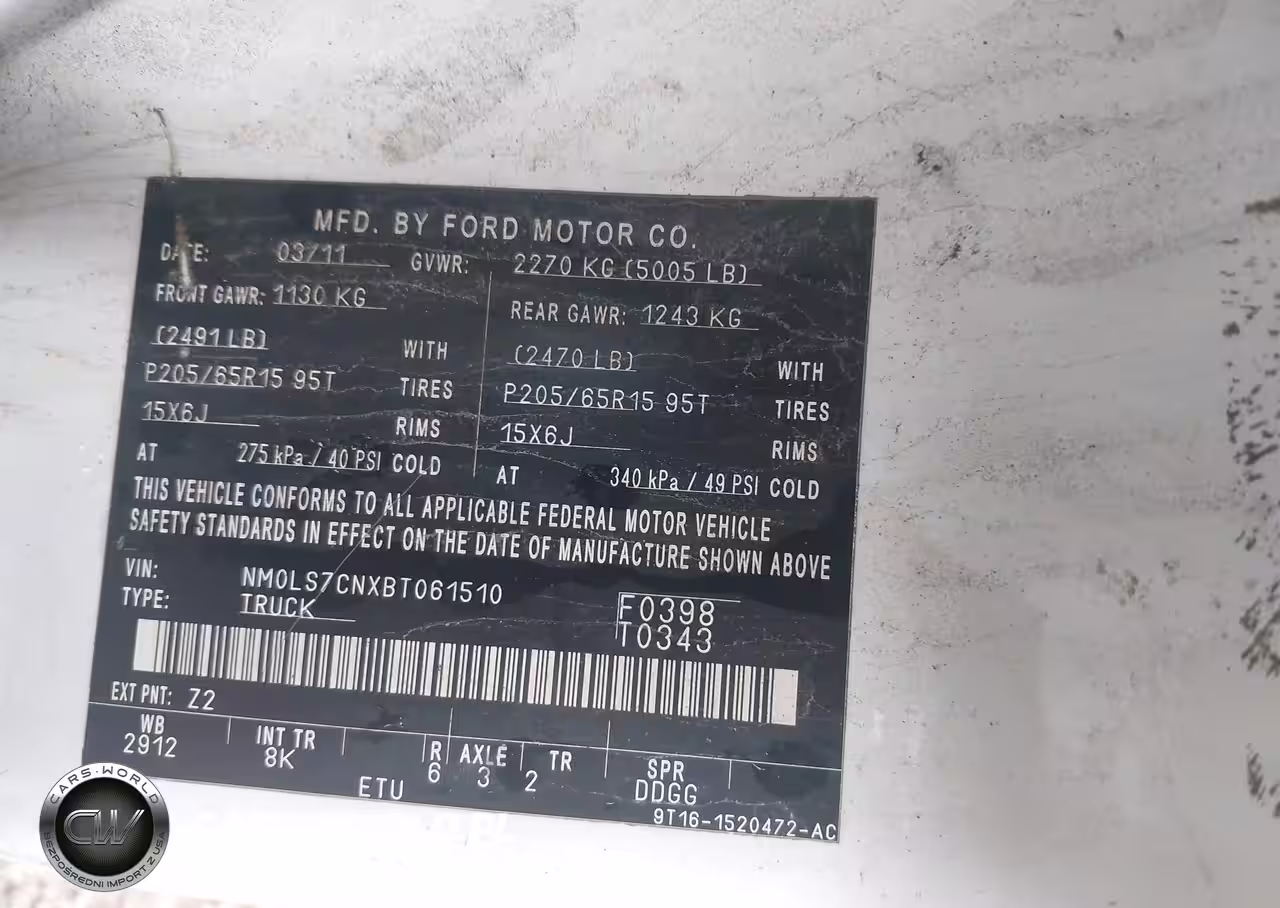 MFD. BY FORD MOTOR CO.
DATE: 03/11 GVWR: 2270 KG (5005 LB)
FRONT GAWR: 1130 KG REAR GAWR: 1243 KG
(2491 LB) WITH (2470 LB) WITH
P205/65R15 95T TIRES P205/65R15 95T TIRES
15X6J RIMS 15X6J RIMS
AT 275 kPa / 40 PSI COLD AT 340 kPa / 49 PSI COLD
THIS VEHICLE CONFORMS TO ALL APPLICABLE FEDERAL MOTOR VEHICLE
SAFETY STANDARDS IN EFFECT ON THE DATE OF MANUFACTURE SHOWN ABOVE
VIN: NM0LS7CNXBT061510 F0398
TYPE: TRUCK T0343
EXT PNT: Z2
WB INT TR R AXLE TR SPR
2912 8K 6 3 2 DDGG
ETU
9T16-1520472-AC
CARS·WORLD
CW
BEZPOŚREDNI IMPORT Z USA